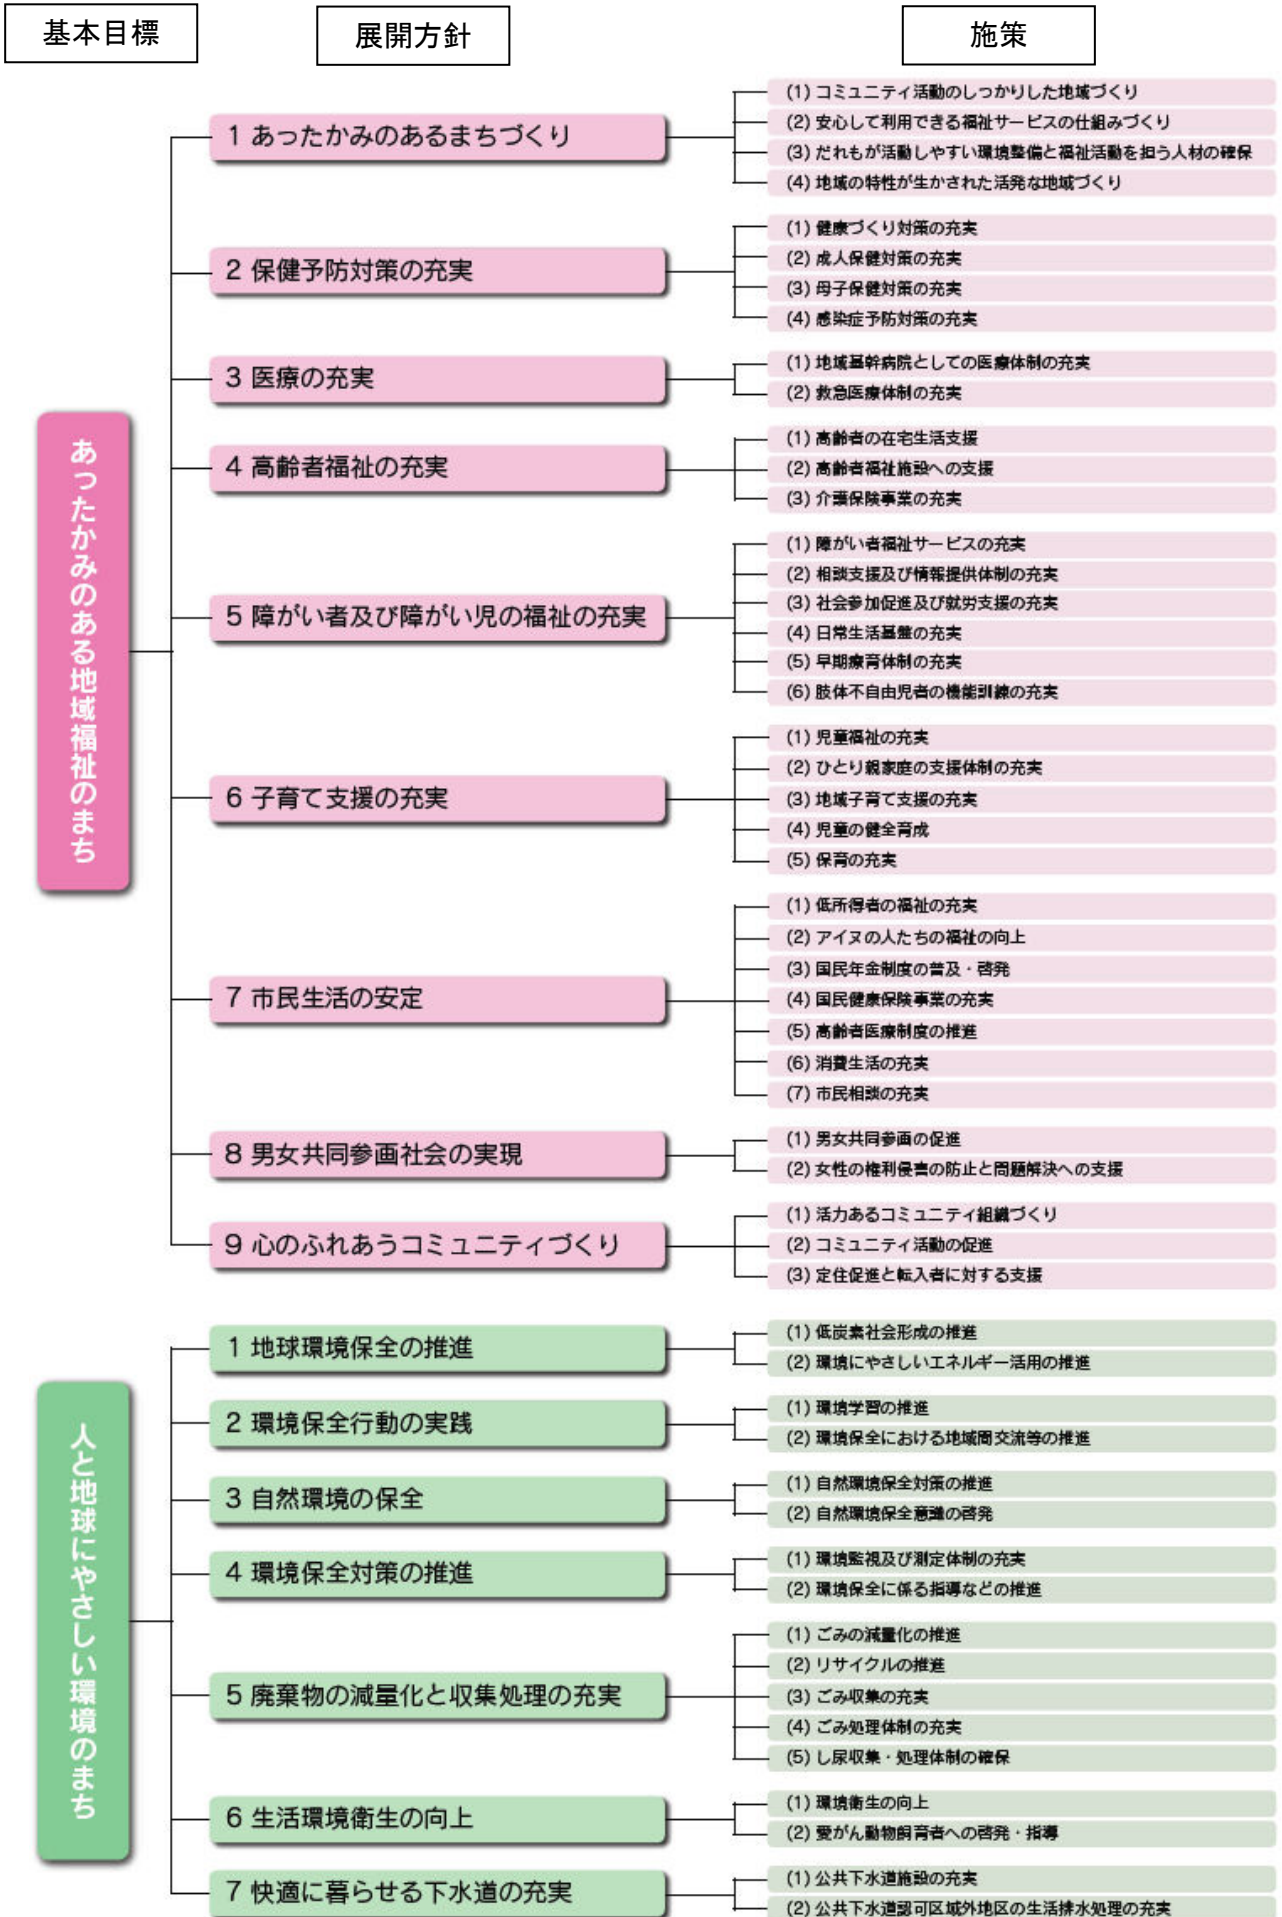 基本目標
展開方針
施策
あったかみのある地域福祉のまち
1 あったかみのあるまちづくり
(1) コミュニティ活動のしっかりした地域づくり
(2) 安心して利用できる福祉サービスの仕組みづくり
(3) だれもが活動しやすい環境整備と福祉活動を担う人材の確保
(4) 地域の特性が生かされた活発な地域づくり
2 保健予防対策の充実
(1) 健康づくり対策の充実
(2) 成人保健対策の充実
(3) 母子保健対策の充実
(4) 感染症予防対策の充実
3 医療の充実
(1) 地域基幹病院としての医療体制の充実
(2) 救急医療体制の充実
4 高齢者福祉の充実
(1) 高齢者の在宅生活支援
(2) 高齢者福祉施設への支援
(3) 介護保険事業の充実
5 障がい者及び障がい児の福祉の充実
(1) 障がい者福祉サービスの充実
(2) 相談支援及び情報提供体制の充実
(3) 社会参加促進及び就労支援の充実
(4) 日常生活基盤の充実
(5) 早期療育体制の充実
(6) 肢体不自由児者の機能訓練の充実
6 子育て支援の充実
(1) 児童福祉の充実
(2) ひとり親家庭の支援体制の充実
(3) 地域子育て支援の充実
(4) 児童の健全育成
(5) 保育の充実
7 市民生活の安定
(1) 低所得者の福祉の充実
(2) アイヌの人たちの福祉の向上
(3) 国民年金制度の普及・啓発
(4) 国民健康保険事業の充実
(5) 高齢者医療制度の推進
(6) 消費生活の充実
(7) 市民相談の充実
8 男女共同参画社会の実現
(1) 男女共同参画の促進
(2) 女性の権利侵害の防止と問題解決への支援
9 心のふれあうコミュニティづくり
(1) 活力あるコミュニティ組織づくり
(2) コミュニティ活動の促進
(3) 定住促進と転入者に対する支援
人と地球にやさしい環境のまち
1 地球環境保全の推進
(1) 低炭素社会形成の推進
(2) 環境にやさしいエネルギー活用の推進
2 環境保全行動の実践
(1) 環境学習の推進
(2) 環境保全における地域間交流等の推進
3 自然環境の保全
(1) 自然環境保全対策の推進
(2) 自然環境保全意識の啓発
4 環境保全対策の推進
(1) 環境監視及び測定体制の充実
(2) 環境保全に係る指導などの推進
5 廃棄物の減量化と収集処理の充実
(1) ごみの減量化の推進
(2) リサイクルの推進
(3) ごみ収集の充実
(4) ごみ処理体制の充実
(5) し尿収集・処理体制の確保
6 生活環境衛生の向上
(1) 環境衛生の向上
(2) 愛がん動物飼育者への啓発・指導
7 快適に暮らせる下水道の充実
(1) 公共下水道施設の充実
(2) 公共下水道認可区域外地区の生活排水処理の充実